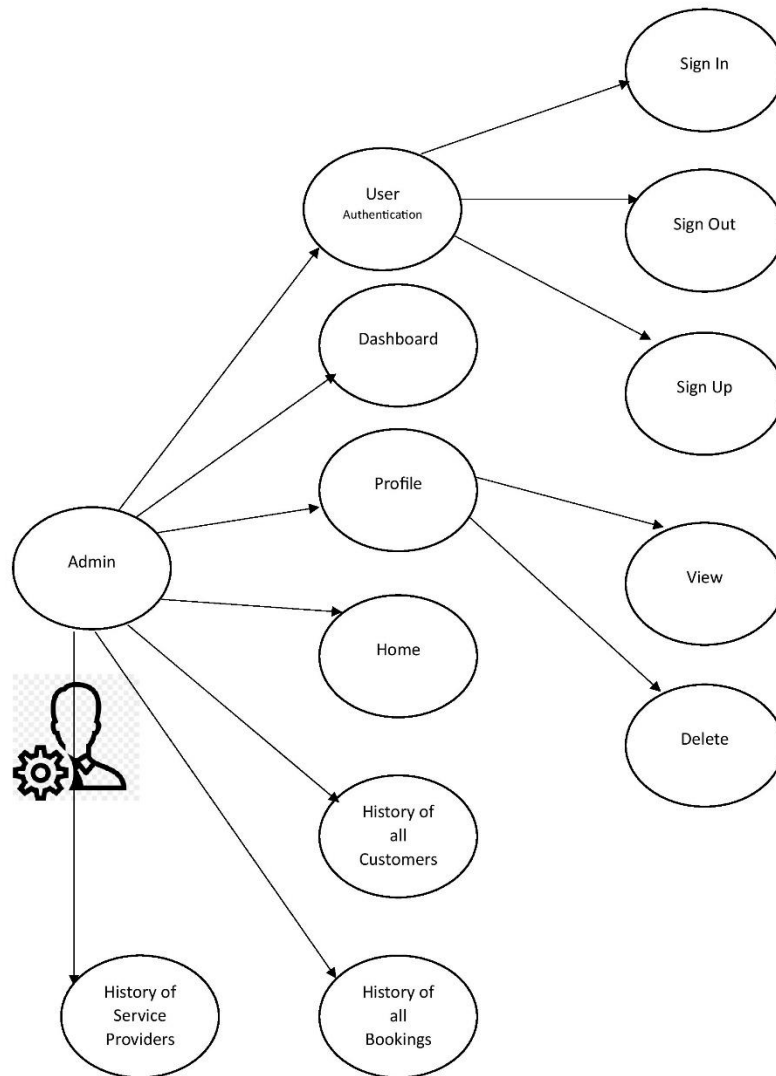 Sign In
User
Authentication
Sign Out
Dashboard
Sign Up
Profile
Admin
View
Home
Delete
History of
all
Customers
History of
Service
Providers
History of
all
Bookings